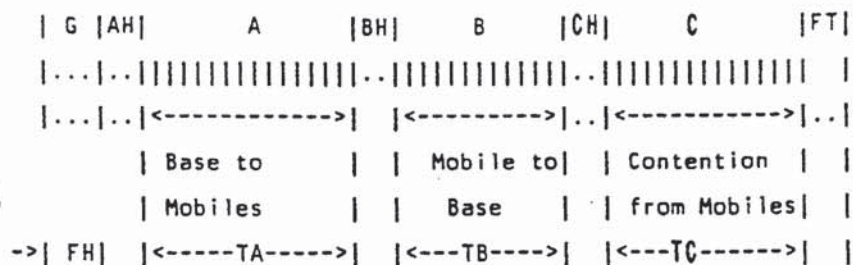 | G |AH| A |BH| B |CH| C |FT|
|...|..||||||||||||||||||..|||||||||||||..|||||||||||||||| |
|...|..|<------------->| |<--------->|..|<------------>|..|
| Base to | | Mobile to| | Contention | |
| Mobiles | | Base | | from Mobiles| |
->| FH| |<-----TA----->| |<---TB---->| |<---TC------->| |